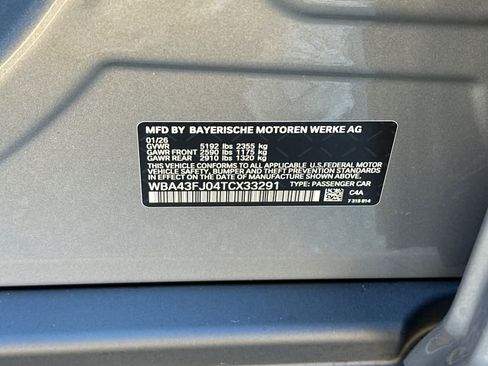 MFD BY BAYERISCHE MOTOREN WERKE AG
01/26
GVWR 5192 lbs 2355 kg
GAWR FRONT 2590 lbs 1175 kg
GAWR REAR 2910 lbs 1320 kg
THIS VEHICLE CONFORMS TO ALL APPLICABLE U.S.FEDERAL MOTOR
VEHICLE SAFETY, BUMPER, AND THEFT PREVENTION STANDARDS
IN EFFECT ON THE DATE OF MANUFACTURE SHOWN ABOVE.
WBA43FJ04TCX33291 TYPE: PASSENGER CAR
C4A
7 318 814